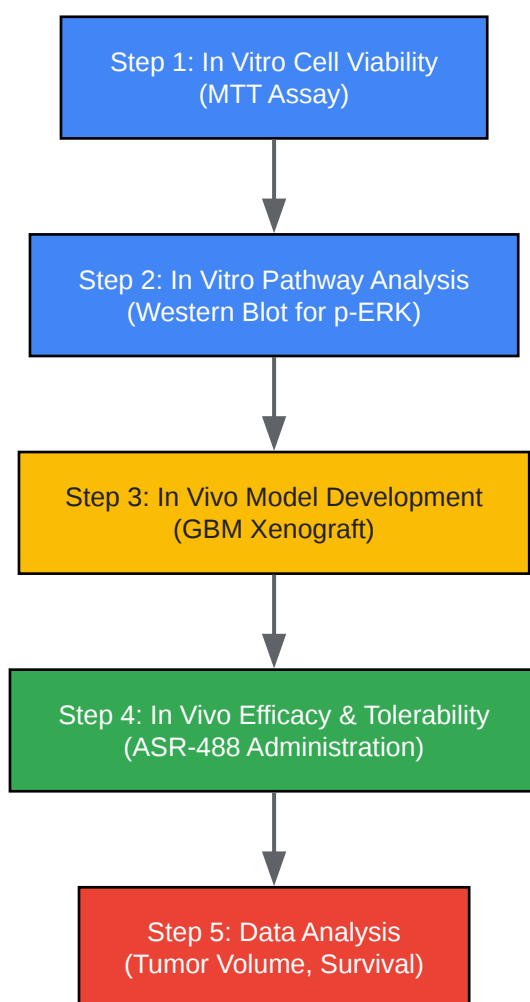 Step 1: In Vitro Cell Viability
(MTT Assay)
Step 2: In Vitro Pathway Analysis
(Western Blot for p-ERK)
Step 3: In Vivo Model Development
(GBM Xenograft)
Step 4: In Vivo Efficacy & Tolerability
(ASR-488 Administration)
Step 5: Data Analysis
(Tumor Volume, Survival)